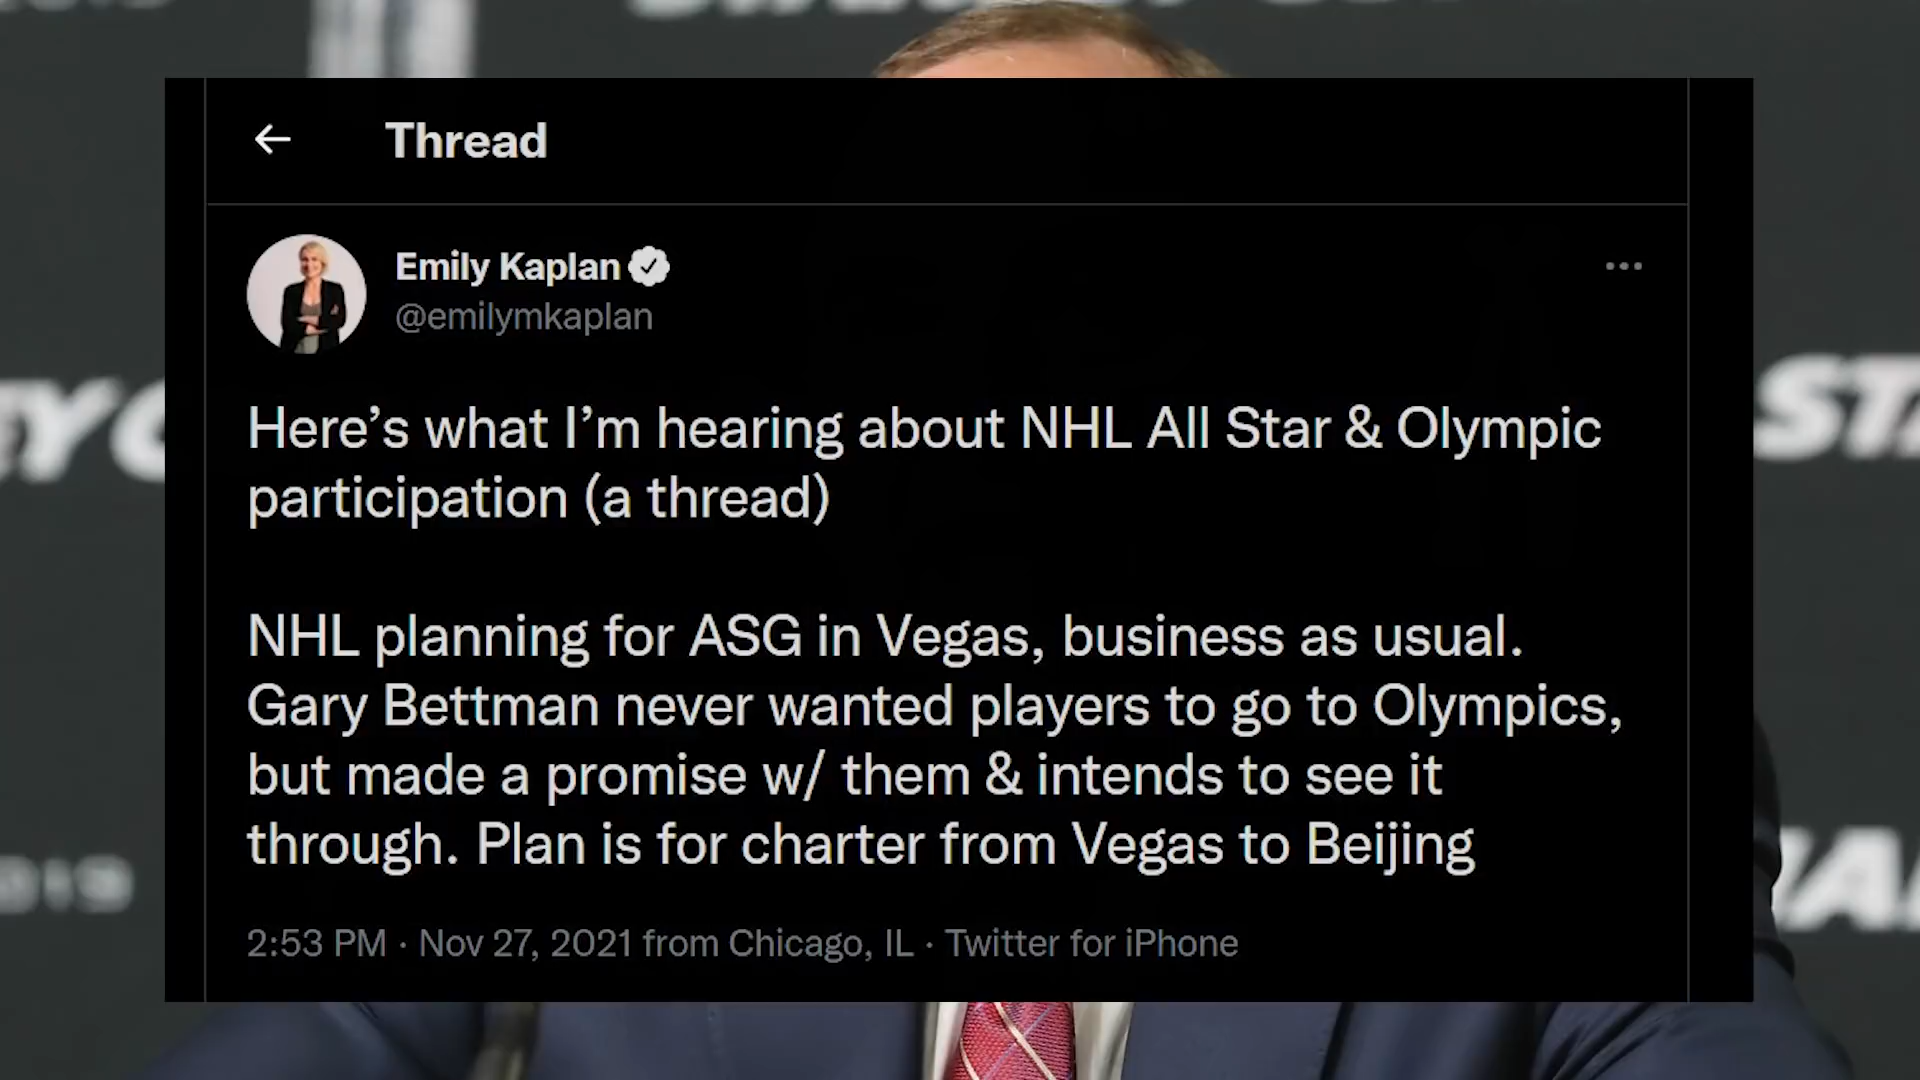 Thread
Emily Kaplan
@emilymkaplan
Here’s what I’m hearing about NHL All Star & Olympic
participation (a thread)
NHL planning for ASG in Vegas, business as usual.
Gary Bettman never wanted players to go to Olympics,
but made a promise w/ them & intends to see it
through. Plan is for charter from Vegas to Beijing
2:53 PM · Nov 27, 2021 from Chicago, IL · Twitter for iPhone